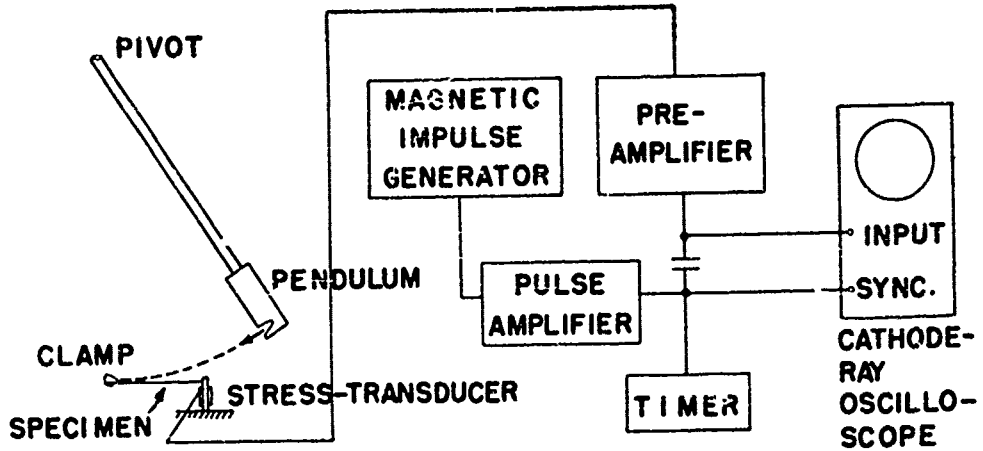 PIVOT
MAGNETIC
IMPULSE
GENERATOR
PRE-
AMPLIFIER
INPUT
SYNC.
PENDULUM
PULSE
AMPLIFIER
CLAMP
STRESS-TRANSDUCER
SPECIMEN
TIMER
CATHODE-
RAY
OSCILLO-
SCOPE